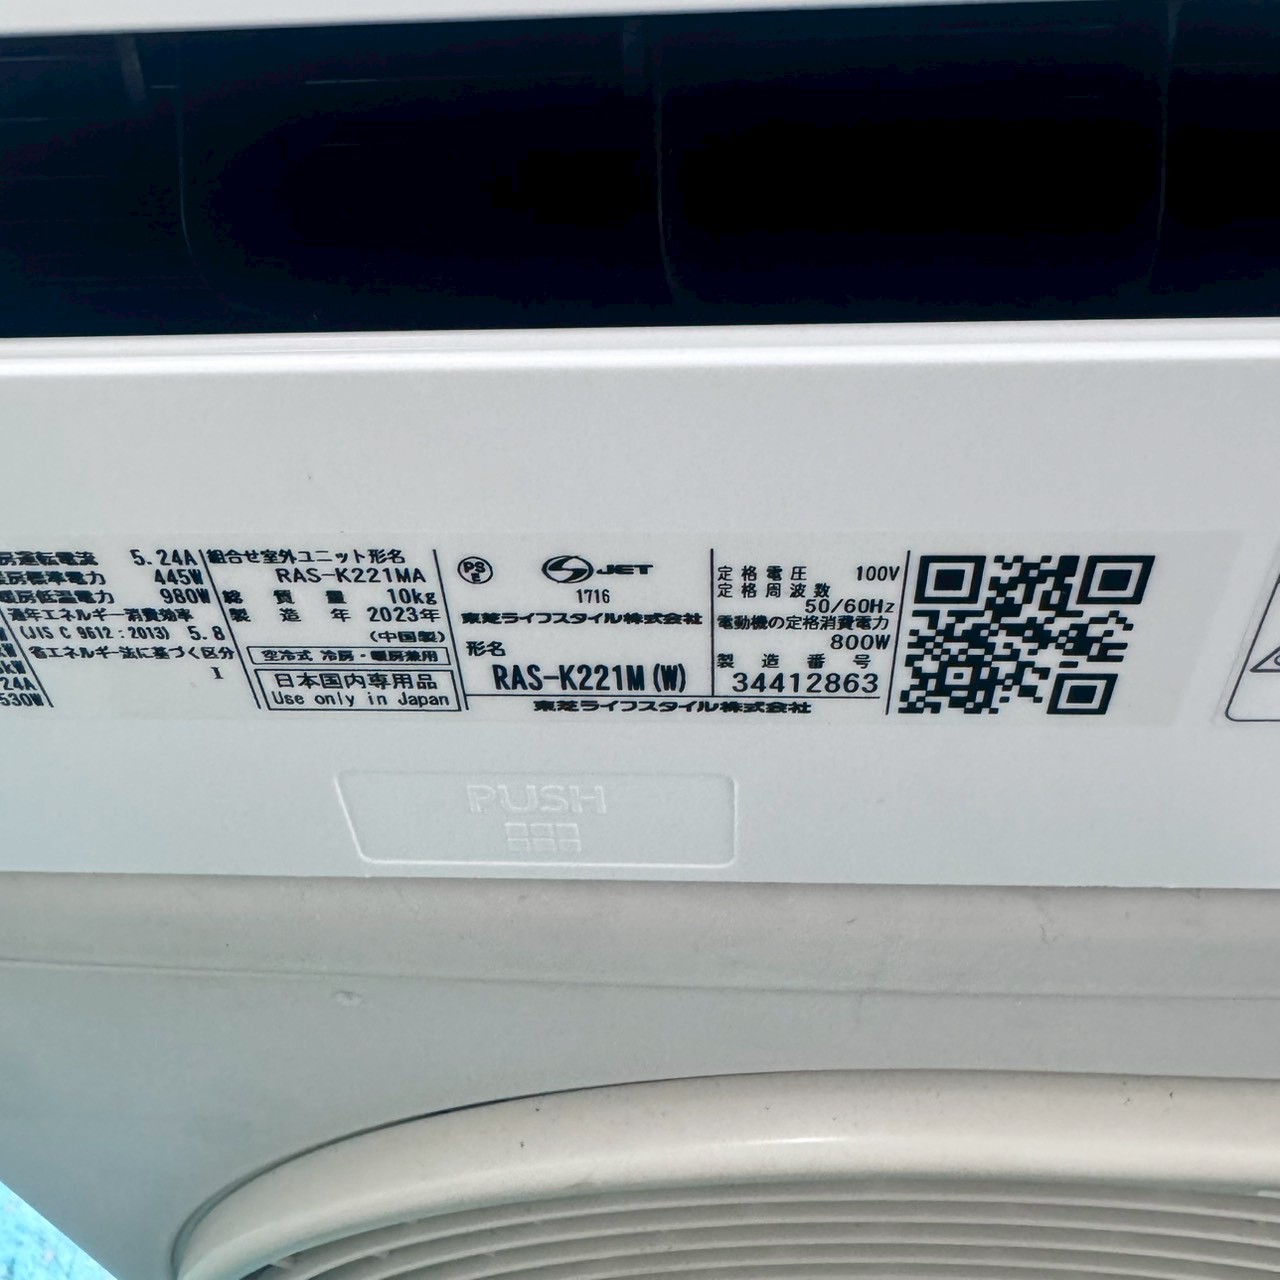 房運転電流 5.24A
房標準電力 445W
暖房低温電力 980W
通年エネルギー消費効率
(JIS C 9612:2013) 5.8
省エネルギー法に基づく区分
I
24A
530W
組合せ室外ユニット形名
RAS-K221MA
総質量 10kg
製造年 2023年
(中国製)
空冷式 冷房・暖房兼用
日本国内専用品
Use only in Japan
PS
E
JET
1716
東芝ライフスタイル株式会社
形名
RAS-K221M(W)
東芝ライフスタイル株式会社
定格電圧 100V
定格周波数
50/60Hz
電動機の定格消費電力
800W
製造番号
34412863
PUSH